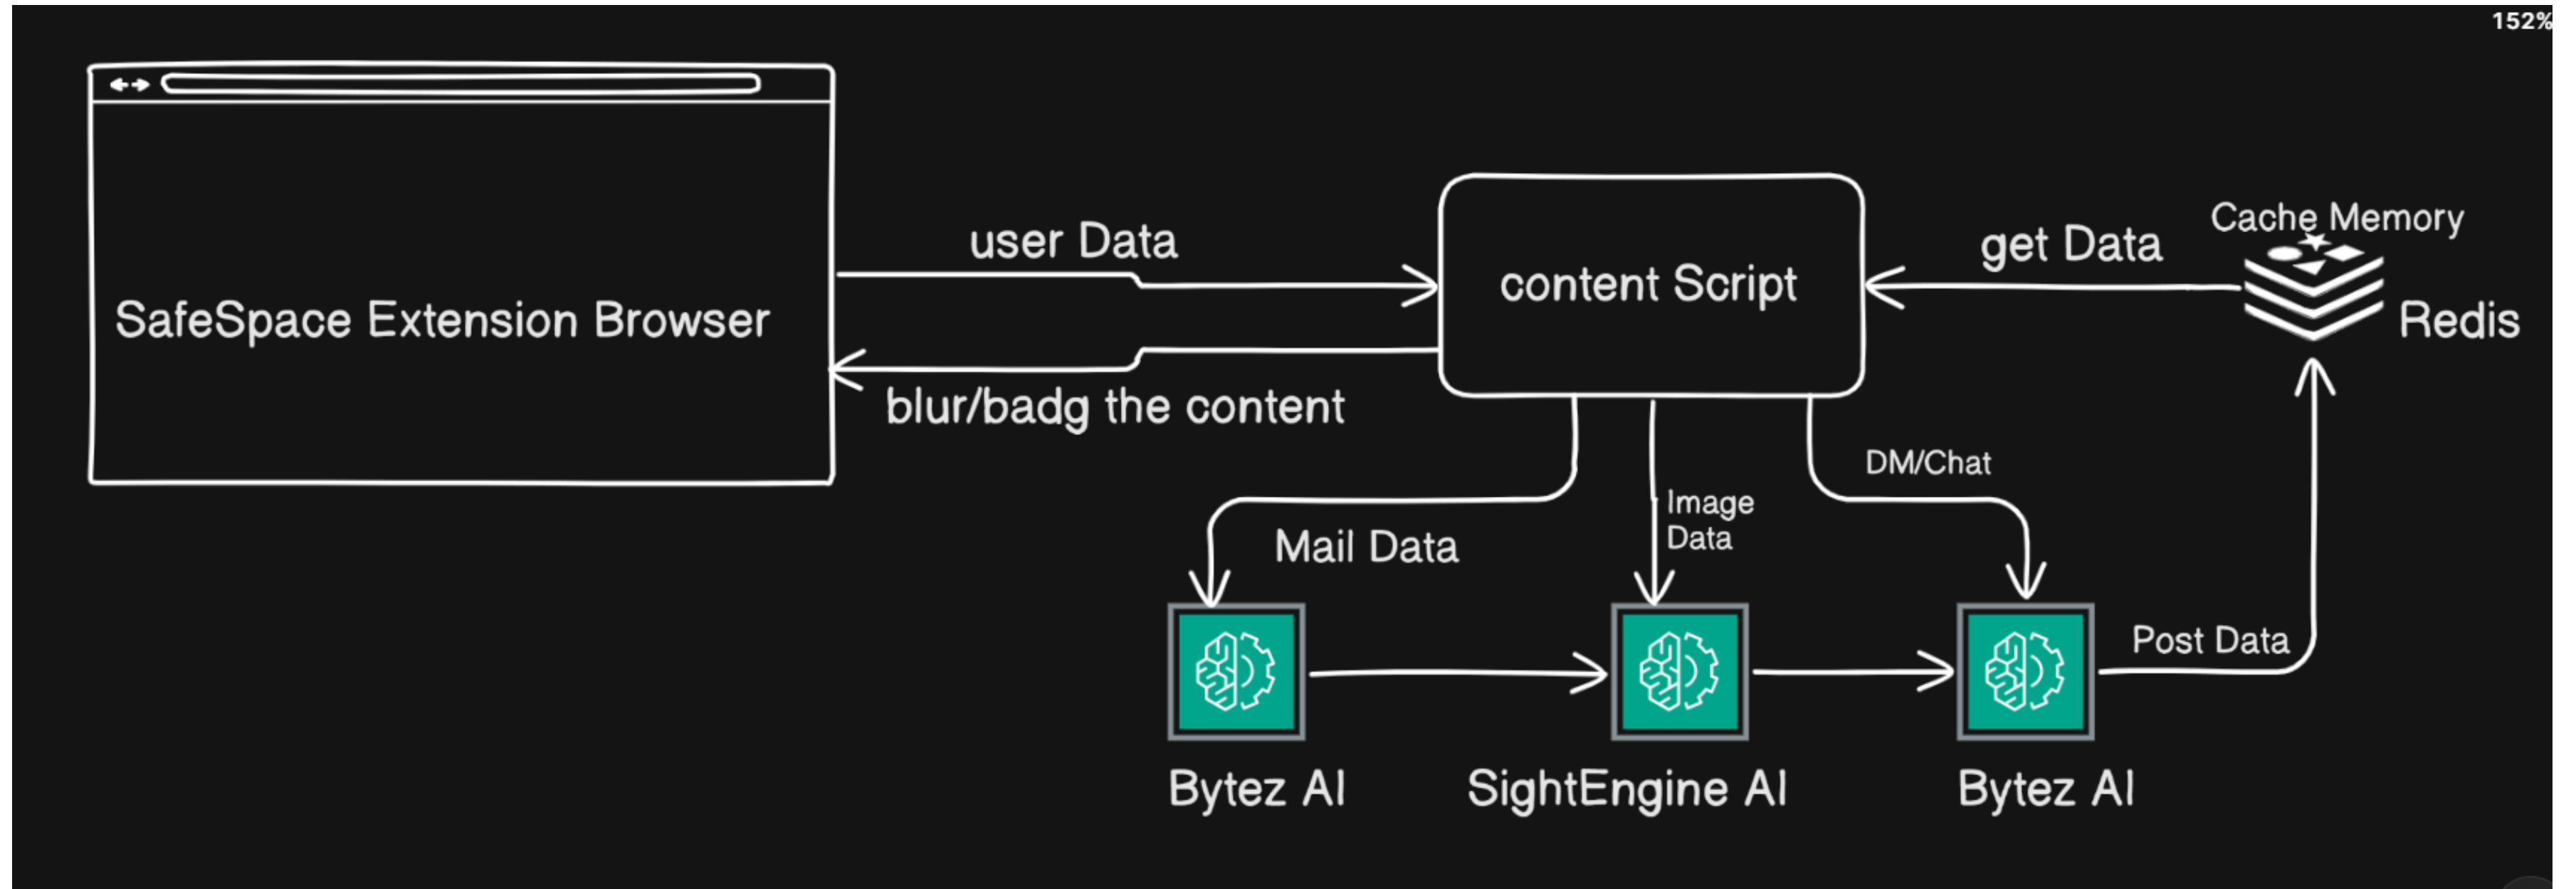 152%
SafeSpace Extension Browser
user Data
blur/badg the content
content Script
get Data
Cache Memory
Redis
Mail Data
Image
Data
DM/Chat
Post Data
Bytez AI
SightEngine AI
Bytez AI